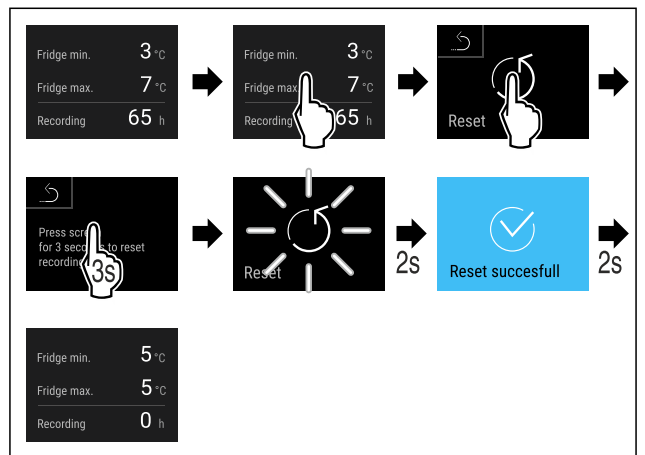 Fridge min. 3 °C
Fridge max. 7 °C
Recording 65 h
Fridge min. 3 °C
Fridge max 7 °C
Recording 65 h
Reset
Press scr
for 3 seco s to reset
recordin
3s
Reset
2s
Reset succesfull
2s
Fridge min. 5 °C
Fridge max. 5 °C
Recording 0 h